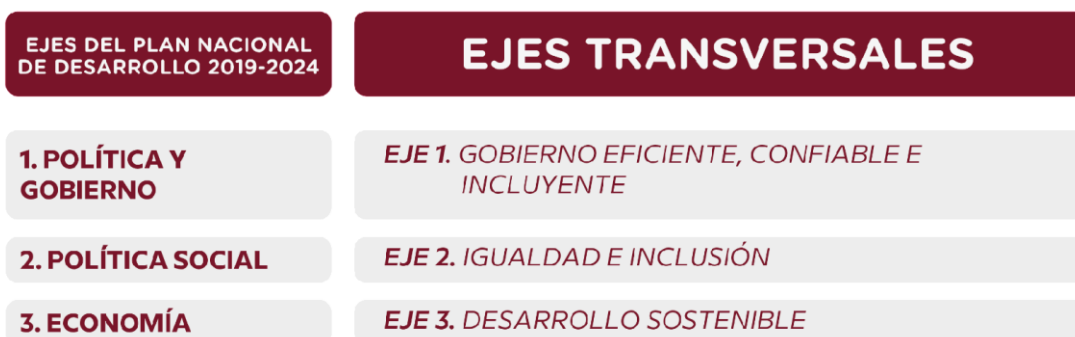 EJES DEL PLAN NACIONAL
DE DESARROLLO 2019-2024
EJES TRANSVERSALES
1. POLÍTICA Y
GOBIERNO
EJE 1. GOBIERNO EFICIENTE, CONFIABLE E
INCLUYENTE
2. POLÍTICA SOCIAL
EJE 2. IGUALDAD E INCLUSIÓN
3. ECONOMÍA
EJE 3. DESARROLLO SOSTENIBLE